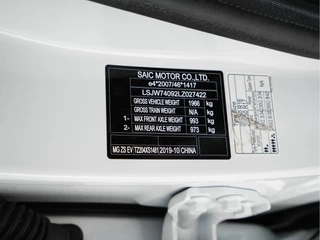 SAIC MOTOR CO.,LTD.
e4*2007/46*1417
LSJW74092LZ027422
GROSS VEHICLE WEIGHT 1966 kg
GROSS TRAIN WEIGHT N/A kg
1- MAX FRONT AXLE WEIGHT 993 kg
2- MAX REAR AXLE WEIGHT 973 kg
MG ZS EV 2019-10 CHINA